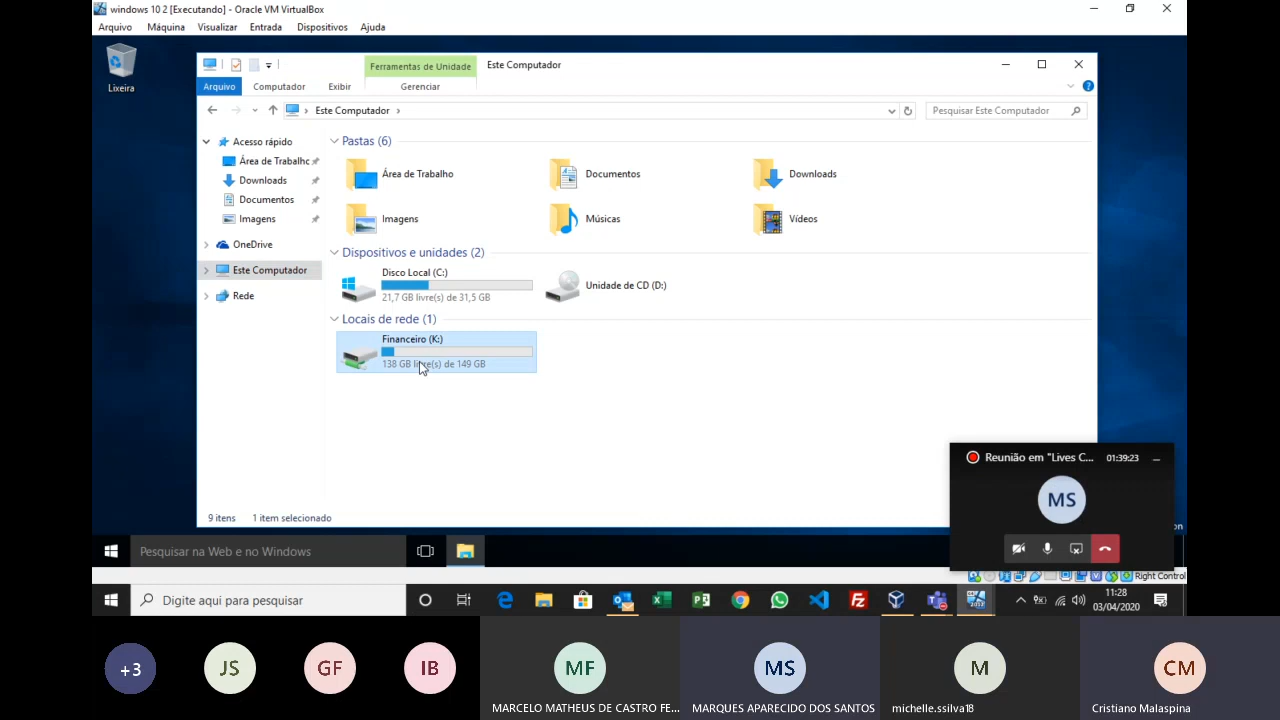 windows 10 2 [Executando] - Oracle VM VirtualBox
Arquivo Máquina Visualizar Entrada Dispositivos Ajuda
Lixeira
Ferramentas de Unidade Este Computador
Arquivo Computador Exibir Gerenciar
Este Computador
Pesquisar Este Computador
Acesso rápido
Área de Trabalho
Downloads
Documentos
Imagens
OneDrive
Este Computador
Rede
Pastas (6)
Área de Trabalho Documentos Downloads
Imagens Músicas Vídeos
Dispositivos e unidades (2)
Disco Local (C:)
21,7 GB livre(s) de 31,5 GB
Unidade de CD (D:)
Locais de rede (1)
Financeiro (K:)
138 GB livre(s) de 149 GB
9 itens 1 item selecionado
Reunião em "Lives C... 01:39:23
MS
Pesquisar na Web e no Windows
Right Control
Digite aqui para pesquisar
11:28
03/04/2020
+3 JS GF IB MF MS M CM
MARCELO MATHEUS DE CASTRO FE... MARQUES APARECIDO DOS SANTOS michelle.ssilva18 Cristiano Malaspina